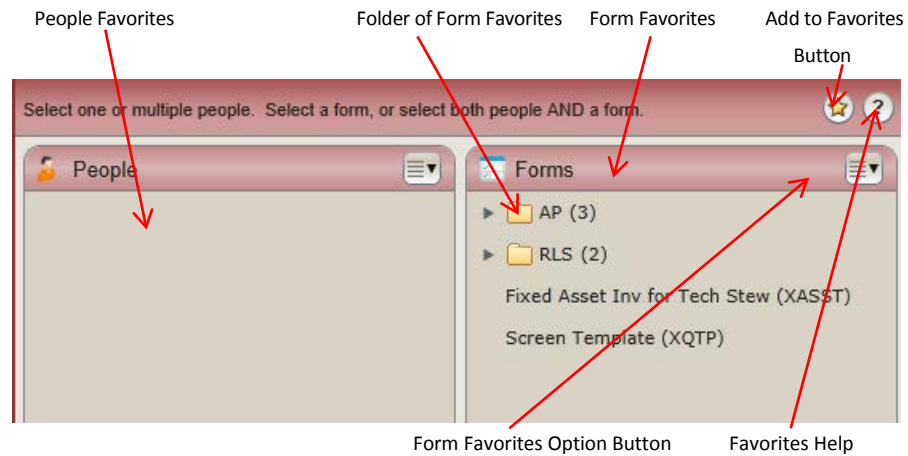 People Favorites Folder of Form Favorites Form Favorites Add to Favorites
Button
Select one or multiple people. Select a form, or select both people AND a form. ?
People Forms
AP (3)
RLS (2)
Fixed Asset Inv for Tech Stew (XASST)
Screen Template (XQTP)
Form Favorites Option Button Favorites Help